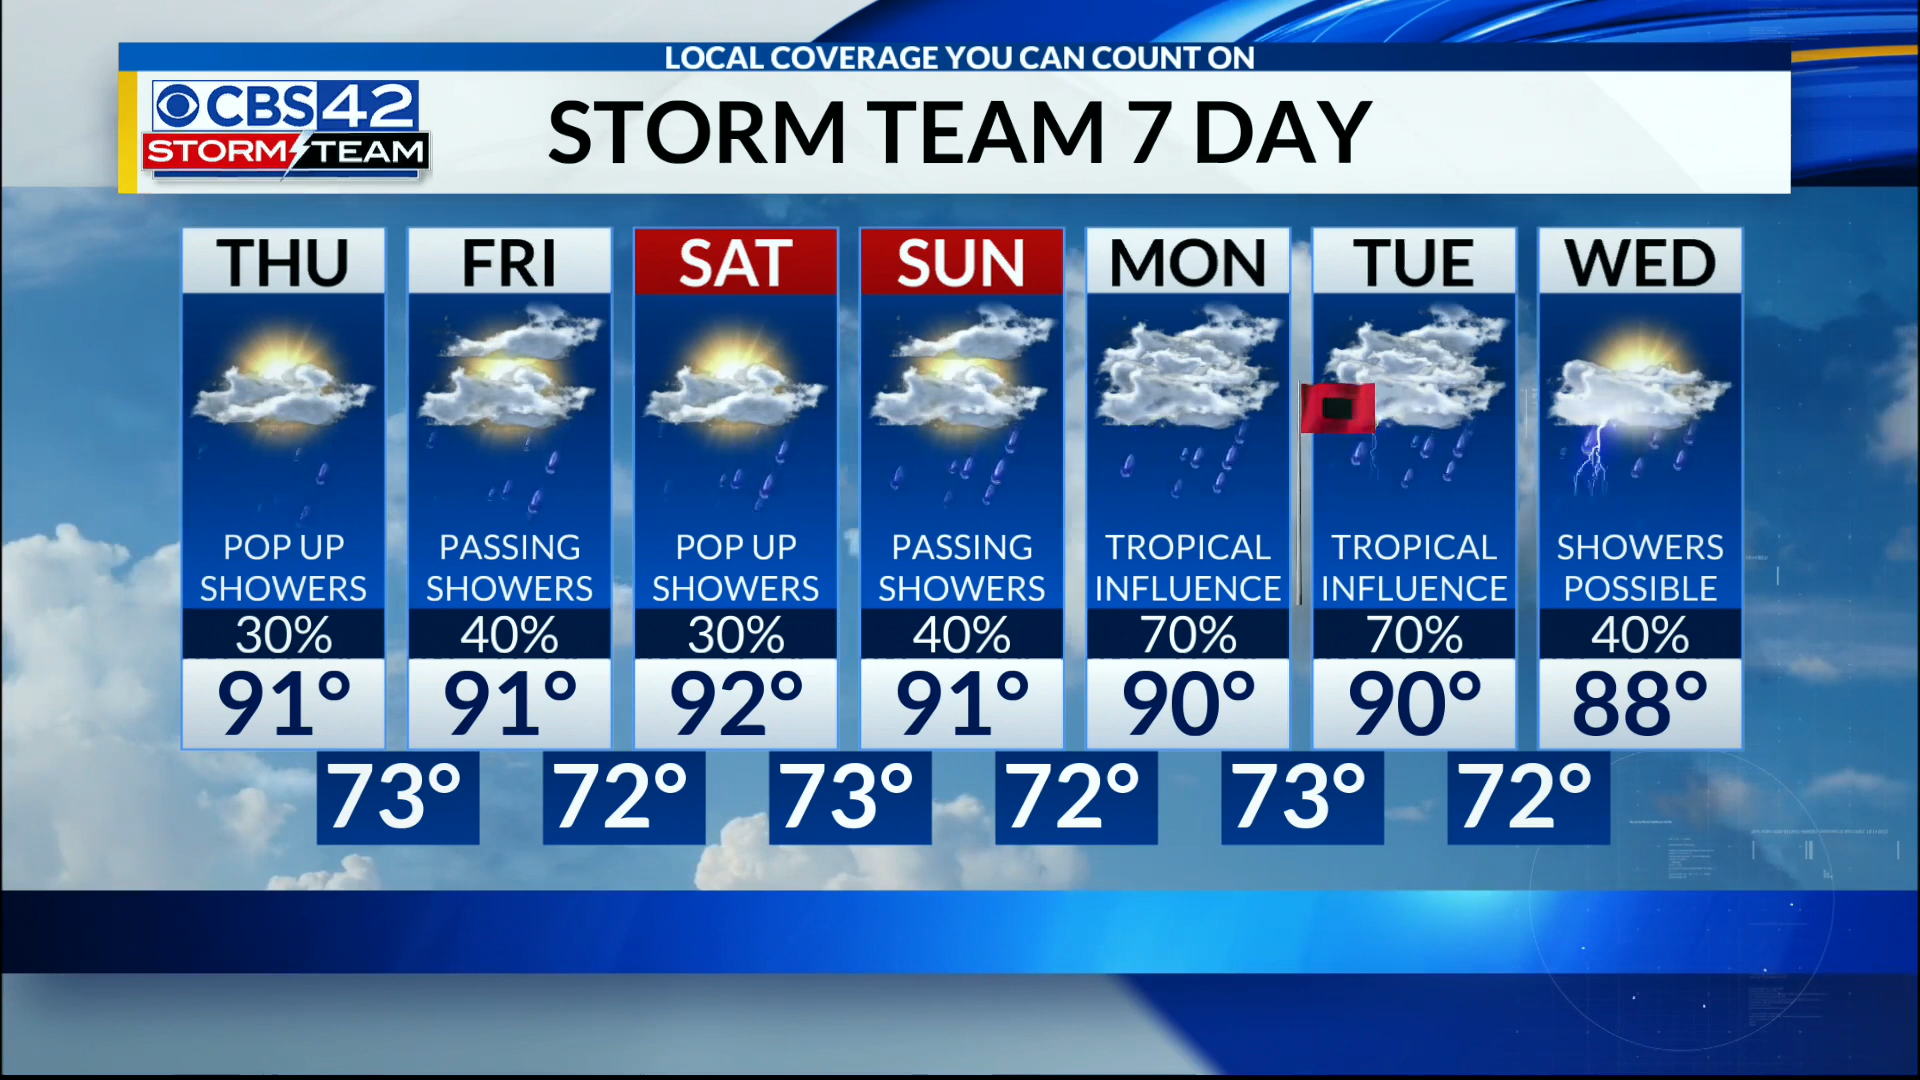 LOCAL COVERAGE YOU CAN COUNT ON
CBS 42
STORM TEAM
STORM TEAM 7 DAY
THU
POP UP
SHOWERS
30%
91°
FRI
PASSING
SHOWERS
40%
91°
SAT
POP UP
SHOWERS
30%
92°
SUN
PASSING
SHOWERS
40%
91°
MON
TROPICAL
INFLUENCE
70%
90°
TUE
TROPICAL
INFLUENCE
70%
90°
WED
SHOWERS
POSSIBLE
40%
88°
73°
72°
73°
72°
73°
72°